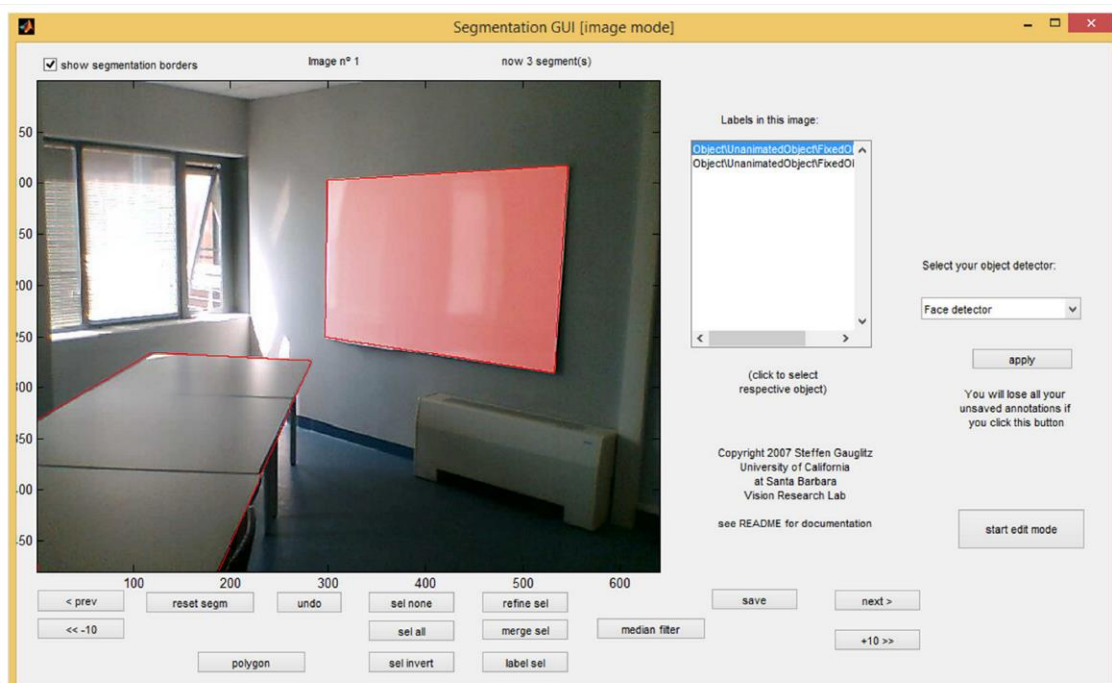 Segmentation GUI [image mode]
show segmentation borders
Image nº 1
now 3 segment(s)
50
00
50
00
250
300
350
400
450
100
200
300
400
500
600
Labels in this image:
Object\UnanimatedObject\FixedOl
Object\UnanimatedObject\FixedOl
(click to select
respective object)
Copyright 2007 Steffen Gauglitz
University of California
at Santa Barbara
Vision Research Lab
see README for documentation
Select your object detector:
Face detector
apply
You will lose all your
unsaved annotations if
you click this button
start edit mode
< prev
reset segm
undo
sel none
refine sel
save
next >
<< -10
sel all
merge sel
median filter
+10 >>
polygon
sel invert
label sel